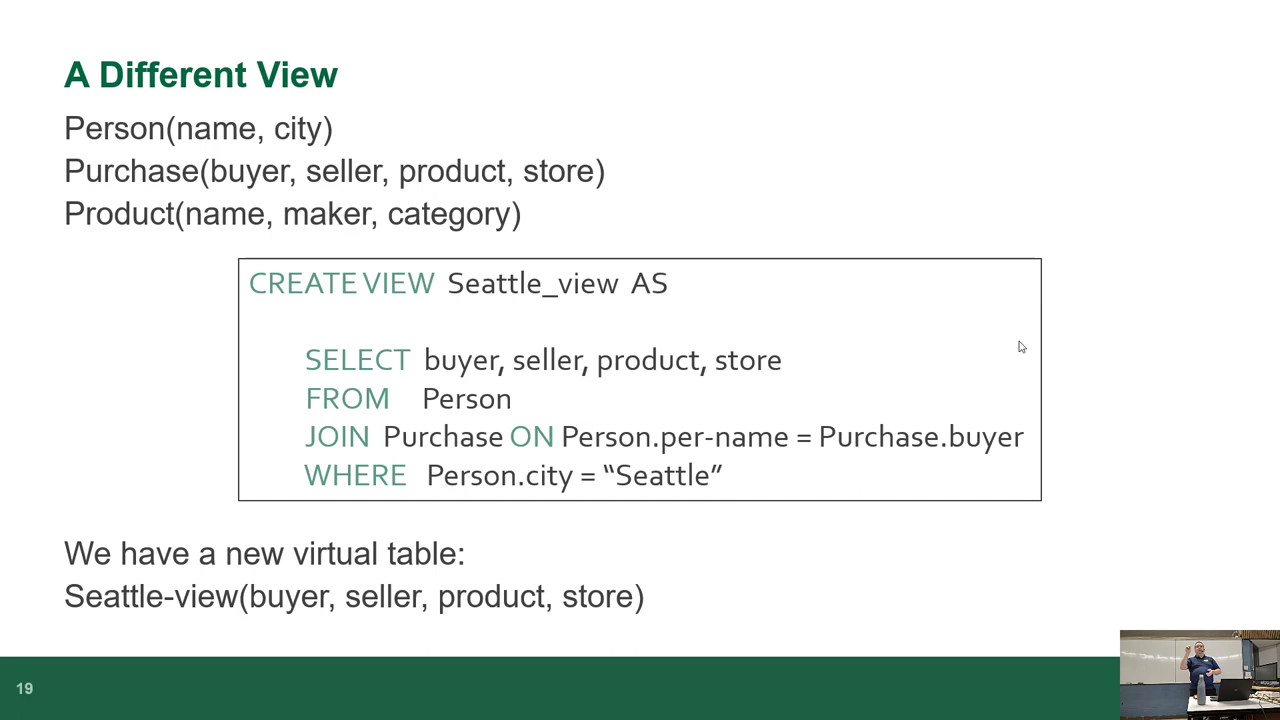 A Different View
Person(name, city)
Purchase(buyer, seller, product, store)
Product(name, maker, category)
CREATE VIEW Seattle_view AS
SELECT buyer, seller, product, store
FROM Person
JOIN Purchase ON Person.per-name = Purchase.buyer
WHERE Person.city = “Seattle”
We have a new virtual table:
Seattle-view(buyer, seller, product, store)
19